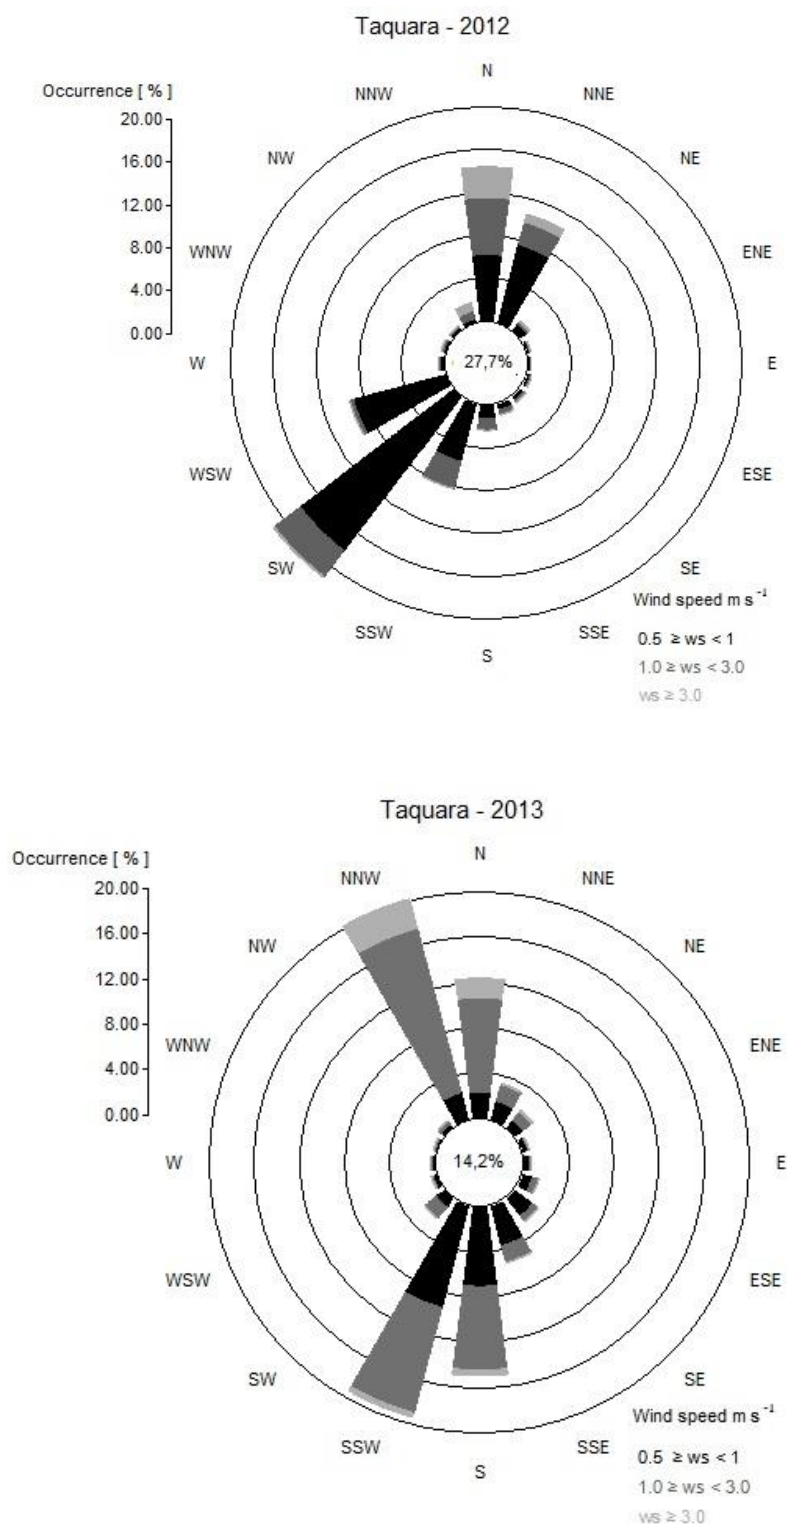 Taquara - 2012
N
Occurrence [ % ]
NNW
NNE
20.00
16.00
NW
NE
12.00
8.00
WNW
ENE
4.00
0.00
W
27,7%
E
WSW
ESE
SW
SE
Wind speed m s⁻¹
SSW
SSE
0.5 ≥ ws < 1
S
1.0 ≥ ws < 3.0
ws ≥ 3.0
Taquara - 2013
N
Occurrence [ % ]
NNW
NNE
20.00
16.00
NW
NE
12.00
8.00
WNW
ENE
4.00
0.00
W
14,2%
E
WSW
ESE
SW
SE
Wind speed m s⁻¹
SSW
SSE
0.5 ≥ ws < 1
S
1.0 ≥ ws < 3.0
ws ≥ 3.0